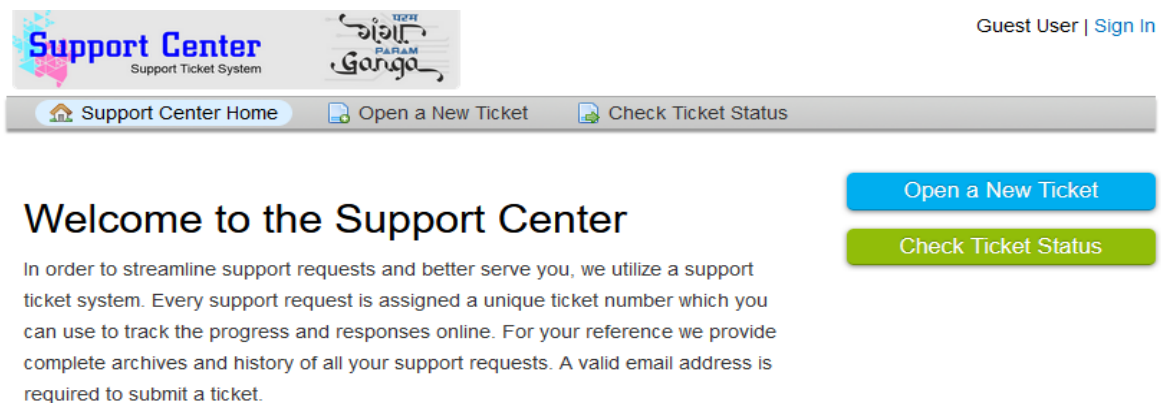 Support Center
Support Ticket System
परम
गंगा
PARAM
Ganga
Guest User | Sign In
Support Center Home
Open a New Ticket
Check Ticket Status
Open a New Ticket
Check Ticket Status
Welcome to the Support Center
In order to streamline support requests and better serve you, we utilize a support
ticket system. Every support request is assigned a unique ticket number which you
can use to track the progress and responses online. For your reference we provide
complete archives and history of all your support requests. A valid email address is
required to submit a ticket.